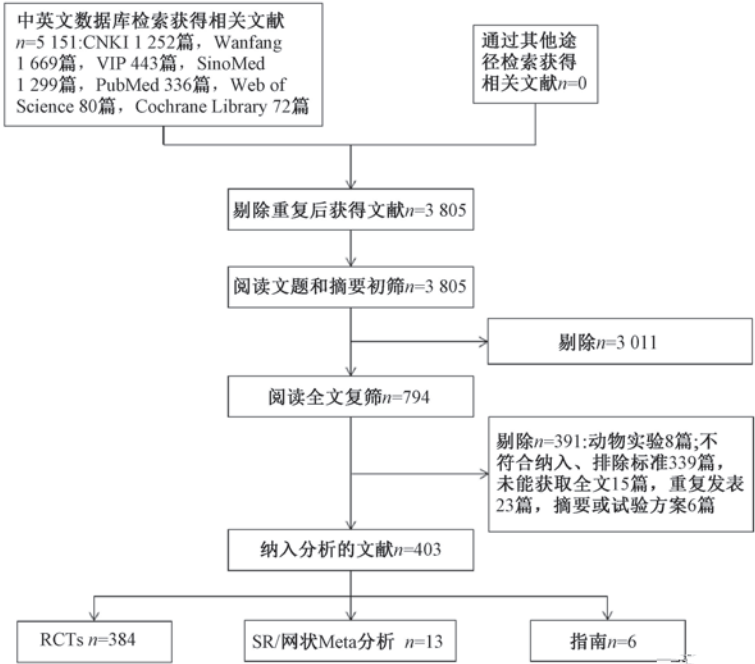 中英文数据库检索获得相关文献
n=5 151:CNKI 1 252篇，Wanfang
1 669篇，VIP 443篇，SinoMed
1 299篇，PubMed 336篇，Web of
Science 80篇，Cochrane Library 72篇
通过其他途
径检索获得
相关文献n=0
剔除重复后获得文献n=3 805
阅读文题和摘要初筛n=3 805
剔除n=3 011
阅读全文复筛n=794
剔除n=391:动物实验8篇;不
符合纳入、排除标准339篇，
未能获取全文15篇，重复发表
23篇，摘要或试验方案6篇
纳入分析的文献n=403
RCTs n=384
SR/网状Meta分析 n=13
指南n=6